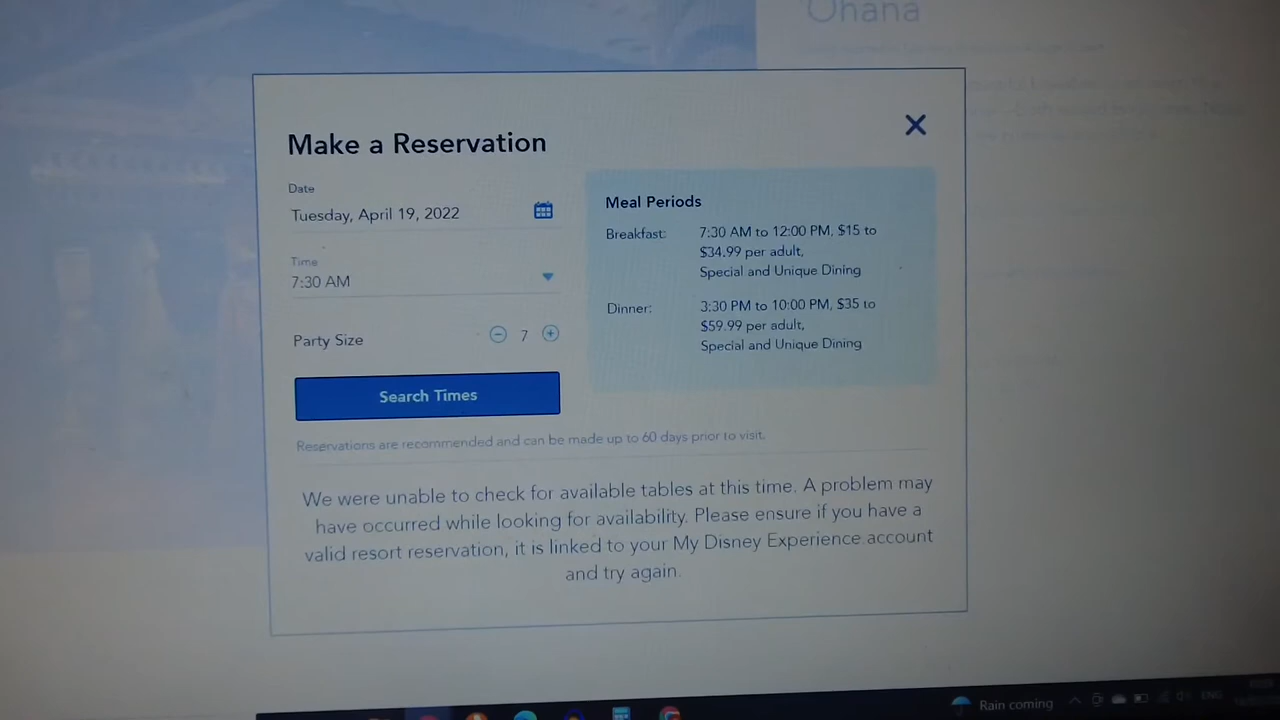 'Ohana
Make a Reservation
Date
Tuesday, April 19, 2022
Time
7:30 AM
Party Size
7
Search Times
Meal Periods
Breakfast: 7:30 AM to 12:00 PM, $15 to
$34.99 per adult,
Special and Unique Dining
Dinner: 3:30 PM to 10:00 PM, $35 to
$59.99 per adult,
Special and Unique Dining
Reservations are recommended and can be made up to 60 days prior to visit.
We were unable to check for available tables at this time. A problem may
have occurred while looking for availability. Please ensure if you have a
valid resort reservation, it is linked to your My Disney Experience account
and try again.
Rain coming
ENG